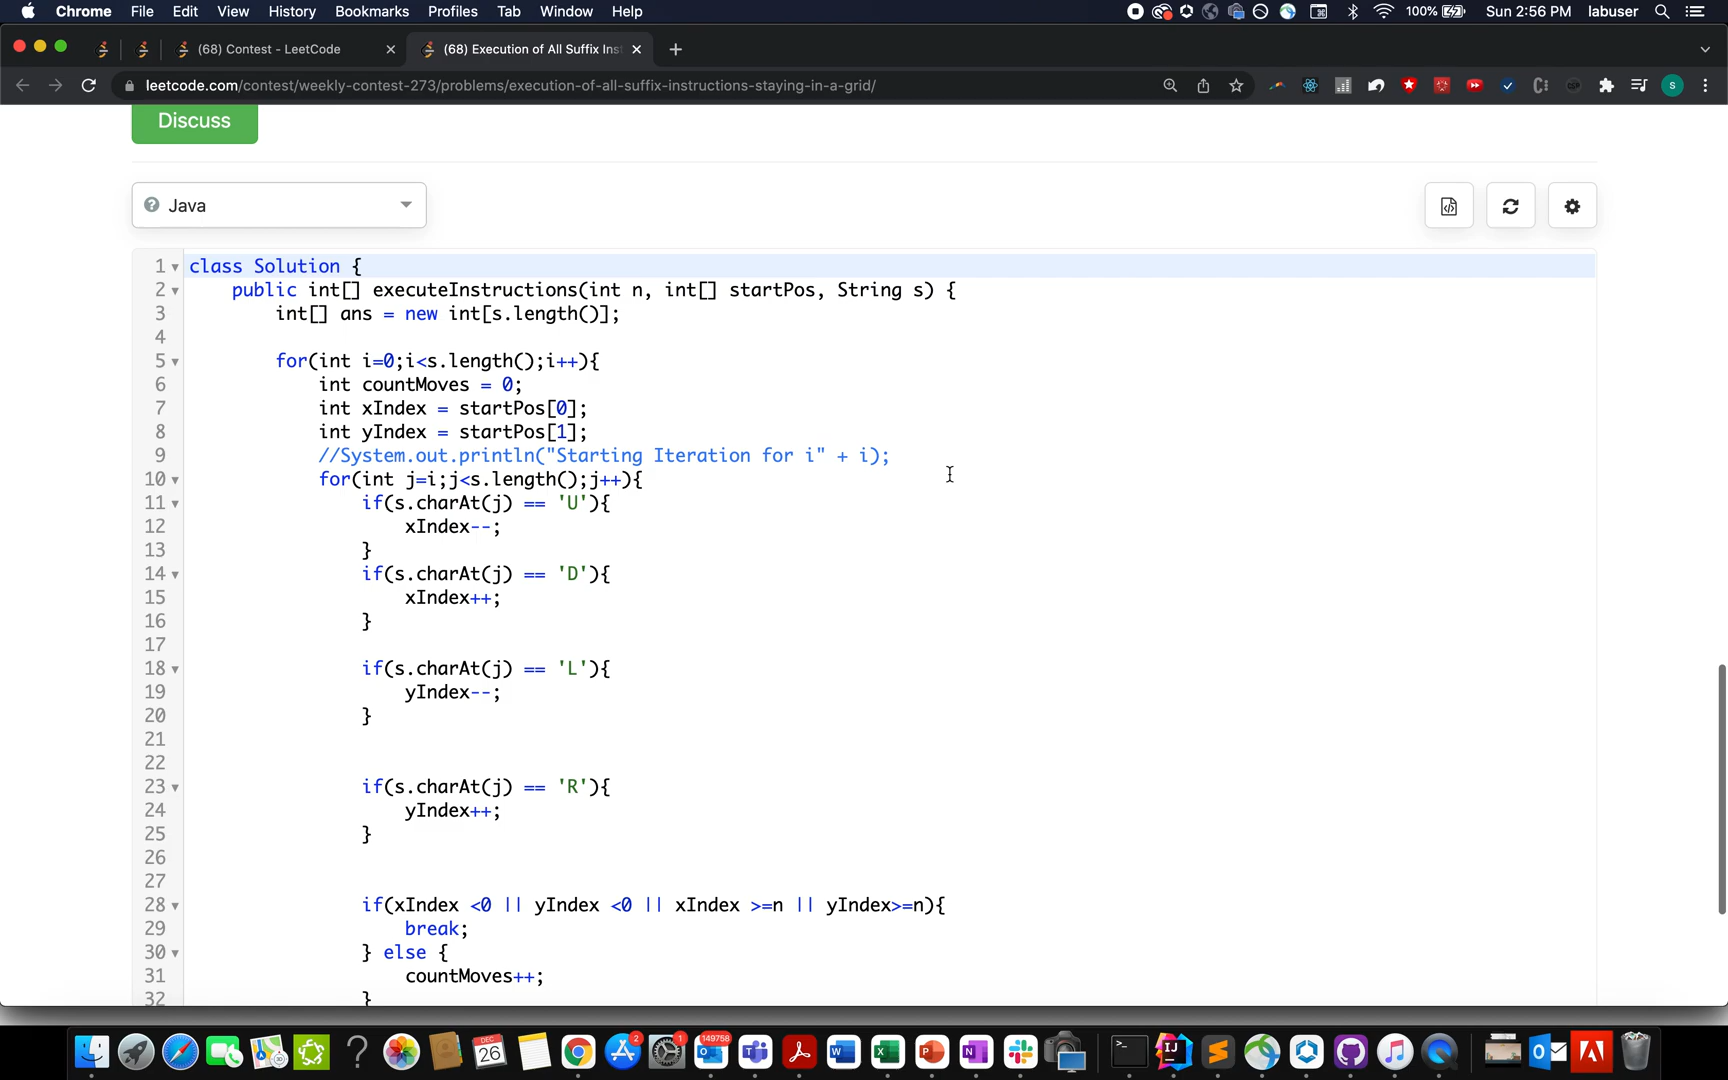 Chrome File Edit View History Bookmarks Profiles Tab Window Help 100% Sun 2:56 PM labuser
(68) Contest - LeetCode (68) Execution of All Suffix Ins
leetcode.com/contest/weekly-contest-273/problems/execution-of-all-suffix-instructions-staying-in-a-grid/
Discuss
Java
1 class Solution {
2 public int[] executeInstructions(int n, int[] startPos, String s) {
3 int[] ans = new int[s.length()];
4
5 for(int i=0;i<s.length();i++){
6 int countMoves = 0;
7 int xIndex = startPos[0];
8 int yIndex = startPos[1];
9 //System.out.println("Starting Iteration for i" + i);
10 for(int j=i;j<s.length();j++){
11 if(s.charAt(j) == 'U'){
12 xIndex--;
13 }
14 if(s.charAt(j) == 'D'){
15 xIndex++;
16 }
17
18 if(s.charAt(j) == 'L'){
19 yIndex--;
20 }
21
22
23 if(s.charAt(j) == 'R'){
24 yIndex++;
25 }
26
27
28 if(xIndex <0 || yIndex <0 || xIndex >=n || yIndex>=n){
29 break;
30 } else {
31 countMoves++;
32 }
DEC 26 2 1 149758